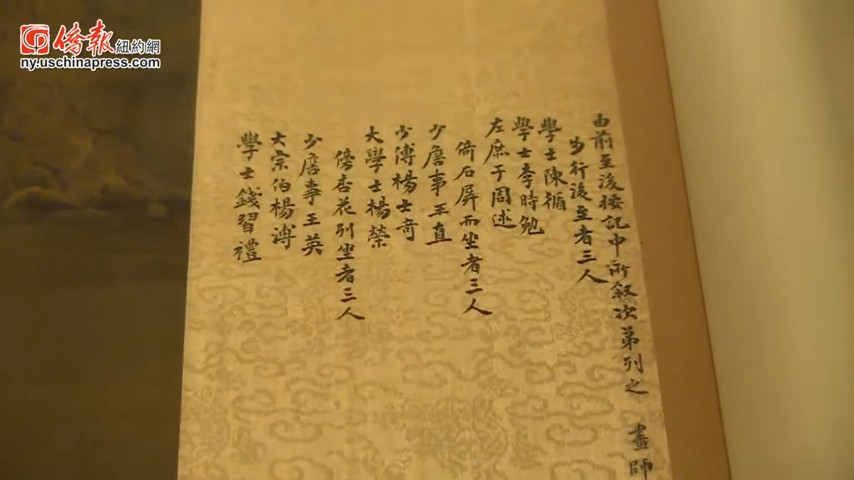 僑報 紐約網
ny.uschinapress.com
由前至後按記中所敘次第列之 畫師
步行後至者三人
學士陳循
學士李時勉
左庶子周述
倚石屏而坐者三人
少詹事王直
少傅楊士奇
大學士楊榮
傍杏花列坐者三人
少詹事王英
大宗伯楊溥
學士錢習禮